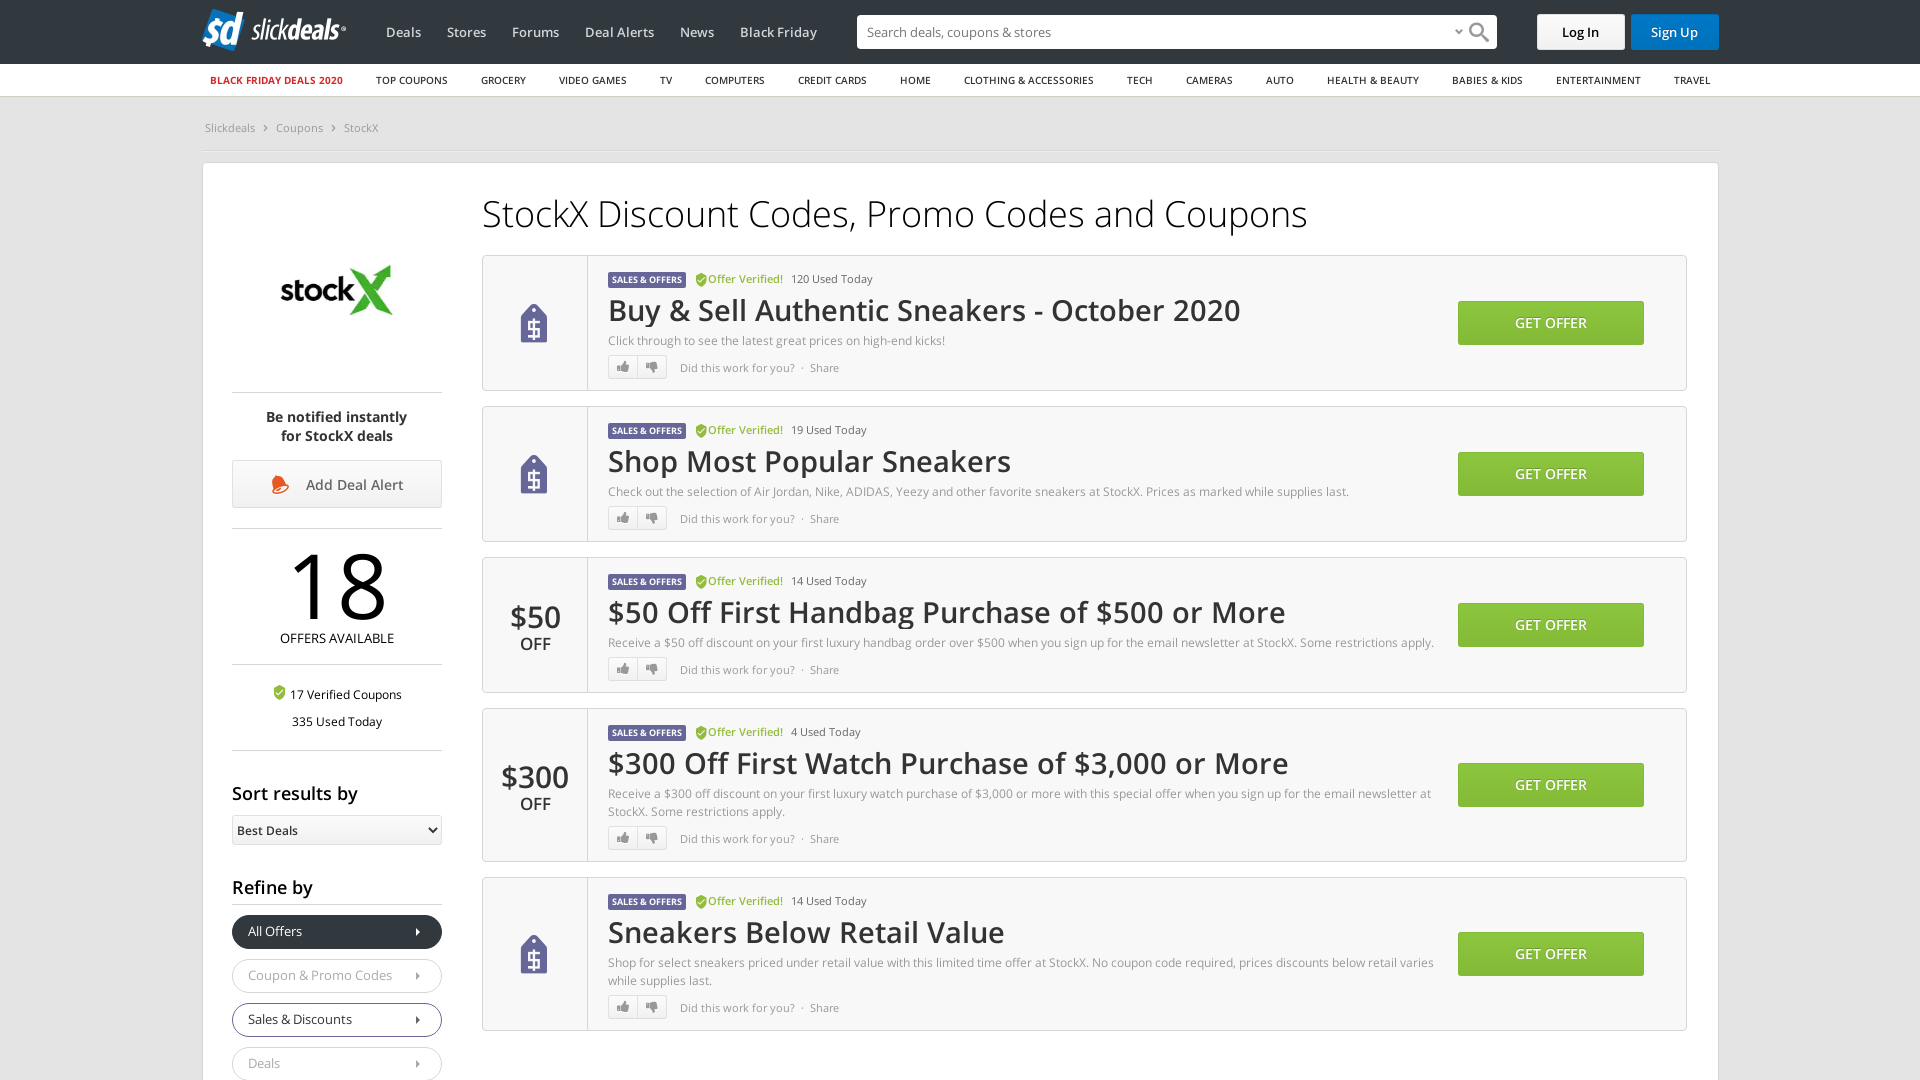 sd slickdeals
Deals Stores Forums Deal Alerts News Black Friday
Search deals, coupons & stores
Log In
Sign Up
BLACK FRIDAY DEALS 2020 TOP COUPONS GROCERY VIDEO GAMES TV COMPUTERS CREDIT CARDS HOME CLOTHING & ACCESSORIES TECH CAMERAS AUTO HEALTH & BEAUTY BABIES & KIDS ENTERTAINMENT TRAVEL
Slickdeals › Coupons › StockX
stockX
Be notified instantly
for StockX deals
Add Deal Alert
18
OFFERS AVAILABLE
17 Verified Coupons
335 Used Today
Sort results by
Best Deals
Refine by
All Offers
Coupon & Promo Codes
Sales & Discounts
Deals
StockX Discount Codes, Promo Codes and Coupons
SALES & OFFERS Offer Verified! 120 Used Today
Buy & Sell Authentic Sneakers - October 2020
Click through to see the latest great prices on high-end kicks!
Did this work for you? · Share
GET OFFER
SALES & OFFERS Offer Verified! 19 Used Today
Shop Most Popular Sneakers
Check out the selection of Air Jordan, Nike, ADIDAS, Yeezy and other favorite sneakers at StockX. Prices as marked while supplies last.
Did this work for you? · Share
GET OFFER
$50
OFF
SALES & OFFERS Offer Verified! 14 Used Today
$50 Off First Handbag Purchase of $500 or More
Receive a $50 off discount on your first luxury handbag order over $500 when you sign up for the email newsletter at StockX. Some restrictions apply.
Did this work for you? · Share
GET OFFER
$300
OFF
SALES & OFFERS Offer Verified! 4 Used Today
$300 Off First Watch Purchase of $3,000 or More
Receive a $300 off discount on your first luxury watch purchase of $3,000 or more with this special offer when you sign up for the email newsletter at
StockX. Some restrictions apply.
Did this work for you? · Share
GET OFFER
SALES & OFFERS Offer Verified! 14 Used Today
Sneakers Below Retail Value
Shop for select sneakers priced under retail value with this limited time offer at StockX. No coupon code required, prices discounts below retail varies
while supplies last.
Did this work for you? · Share
GET OFFER